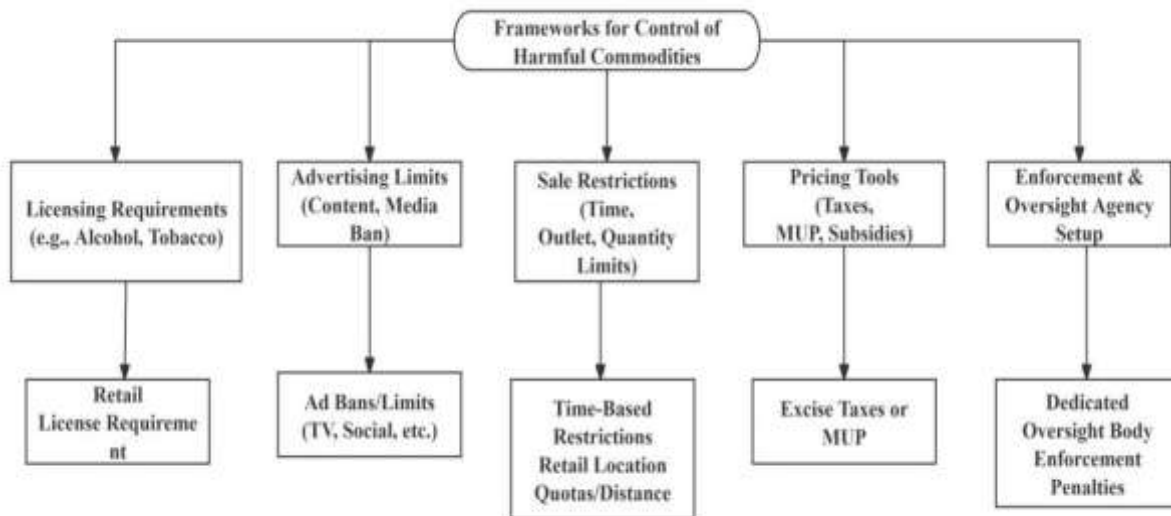 Frameworks for Control of
Harmful Commodities
Licensing Requirements
(e.g., Alcohol, Tobacco)
Advertising Limits
(Content, Media
Ban)
Sale Restrictions
(Time,
Outlet, Quantity
Limits)
Pricing Tools
(Taxes,
MUP, Subsidies)
Enforcement &
Oversight Agency
Setup
Retail
License Requireme
nt
Ad Bans/Limits
(TV, Social, etc.)
Time-Based
Restrictions
Retail Location
Quotas/Distance
Excise Taxes or
MUP
Dedicated
Oversight Body
Enforcement
Penalties